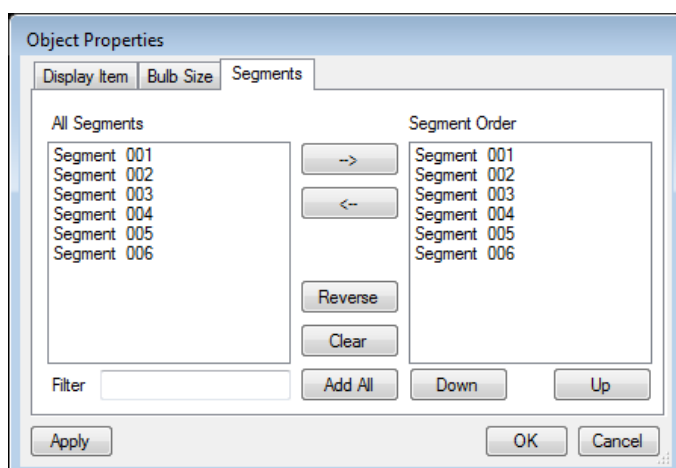 Object Properties
Display Item Bulb Size Segments
All Segments
Segment 001
Segment 002
Segment 003
Segment 004
Segment 005
Segment 006
-->
<--
Reverse
Clear
Add All
Segment Order
Segment 001
Segment 002
Segment 003
Segment 004
Segment 005
Segment 006
Filter
Down Up
Apply OK Cancel